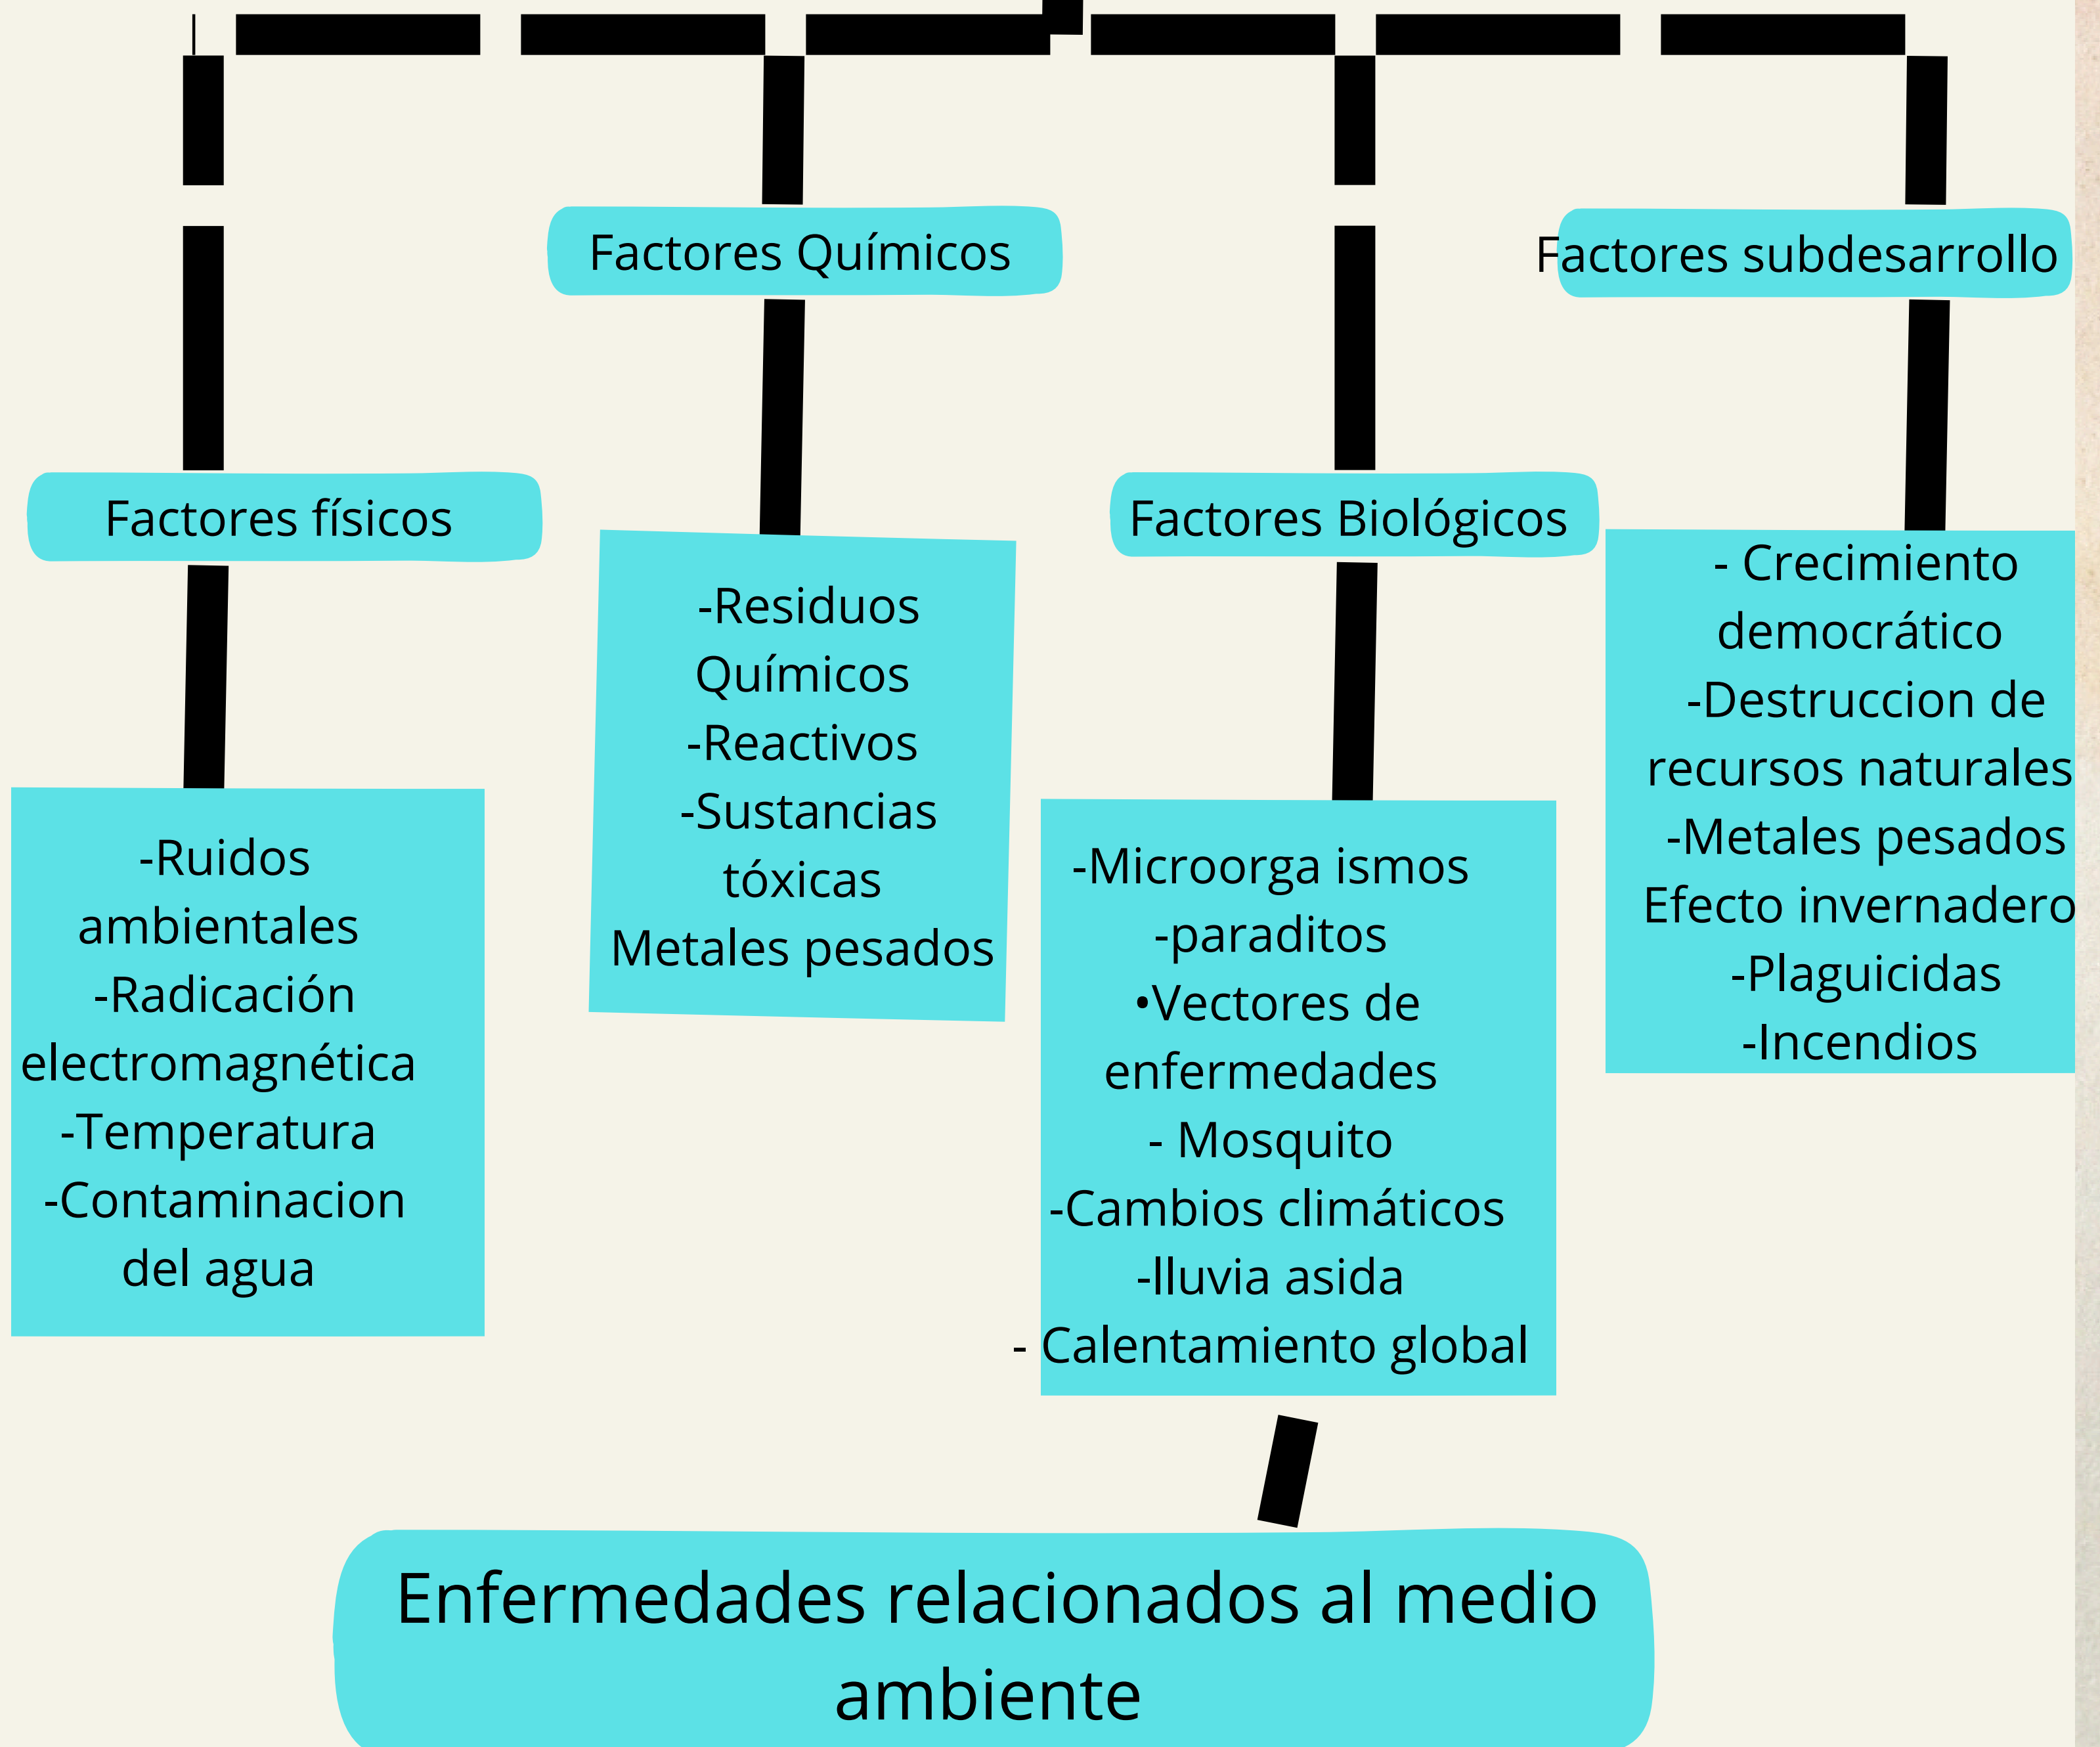 Factores Químicos
Factores subdesarrollo
Factores físicos
Factores Biológicos
-Residuos
Químicos
-Reactivos
-Sustancias
tóxicas
Metales pesados
- Crecimiento
democrático
-Destruccion de
recursos naturales
-Metales pesados
Efecto invernadero
-Plaguicidas
-Incendios
-Ruidos
ambientales
-Radicación
electromagnética
-Temperatura
-Contaminacion
del agua
-Microorga ismos
-paraditos
•Vectores de
enfermedades
- Mosquito
-Cambios climáticos
-lluvia asida
- Calentamiento global
Enfermedades relacionados al medio
ambiente